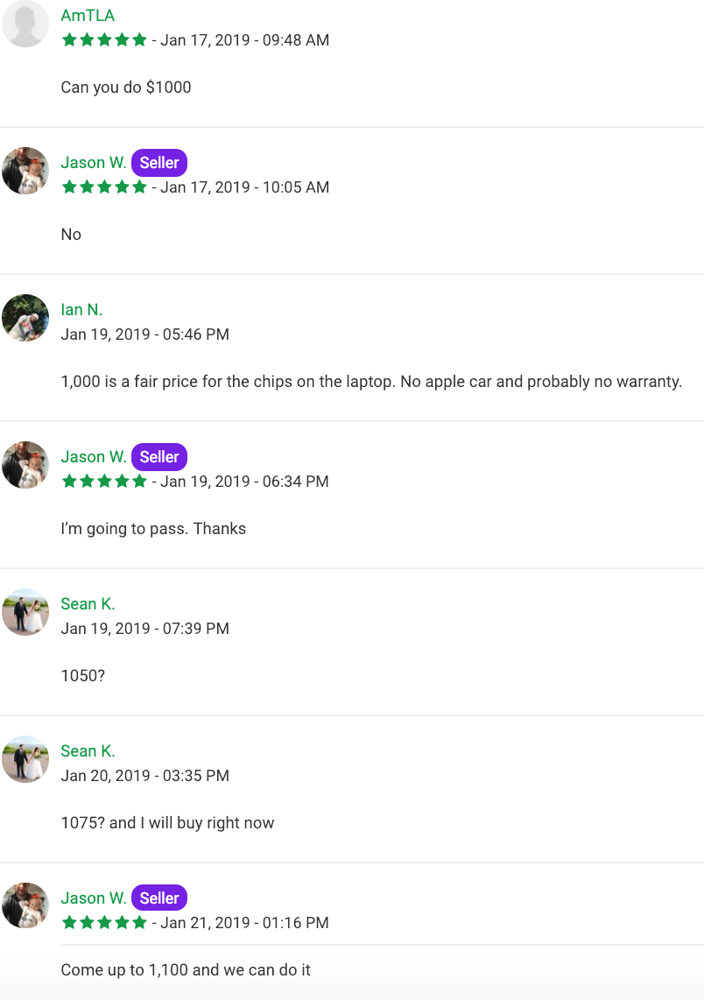 AmTLA
★★★★★ - Jan 17, 2019 - 09:48 AM
Can you do $1000
Jason W. Seller
★★★★★ - Jan 17, 2019 - 10:05 AM
No
Ian N.
Jan 19, 2019 - 05:46 PM
1,000 is a fair price for the chips on the laptop. No apple car and probably no warranty.
Jason W. Seller
★★★★★ - Jan 19, 2019 - 06:34 PM
I’m going to pass. Thanks
Sean K.
Jan 19, 2019 - 07:39 PM
1050?
Sean K.
Jan 20, 2019 - 03:35 PM
1075? and I will buy right now
Jason W. Seller
★★★★★ - Jan 21, 2019 - 01:16 PM
Come up to 1,100 and we can do it